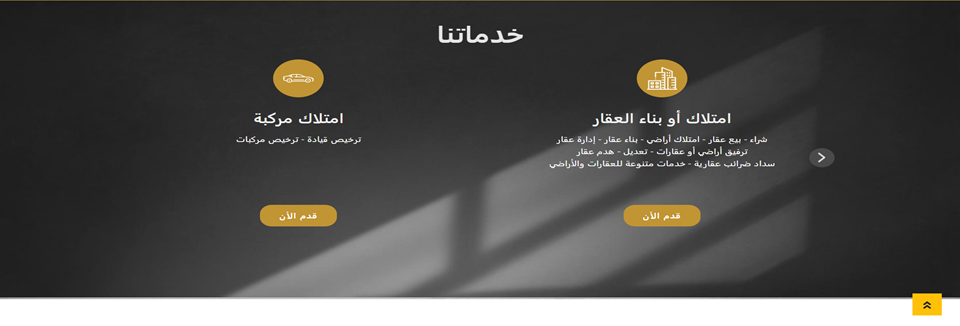 خدماتنا
امتلاك أو بناء العقار
شراء - بيع عقار - امتلاك أراضي - بناء عقار - إدارة عقار
ترفيق أراضي أو عقارات - تعديل - هدم عقار
سداد ضرائب عقارية - خدمات متنوعة للعقارات والأراضي
قدم الأن
امتلاك مركبة
ترخيص قيادة - ترخيص مركبات
قدم الأن